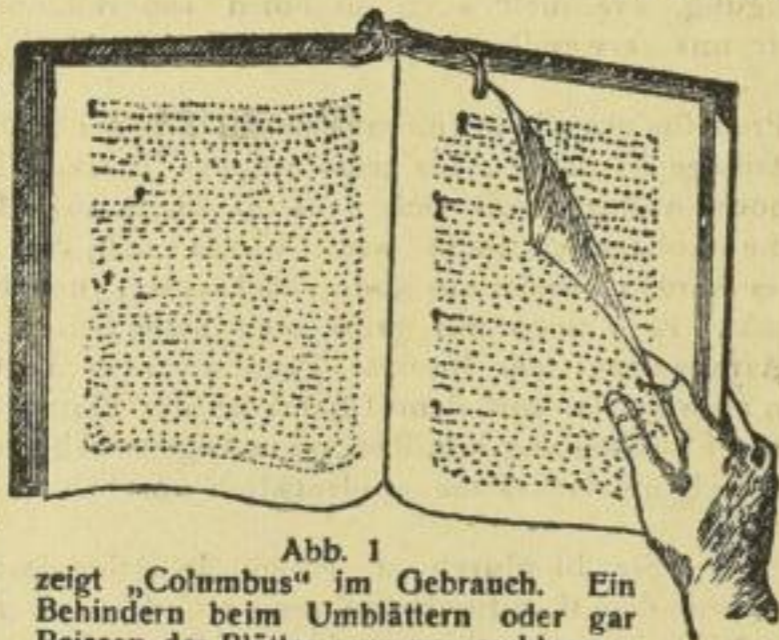 Abb. 1
zeigt „Columbus“ im Gebrauch. Ein
Behindern beim Umblättern oder gar